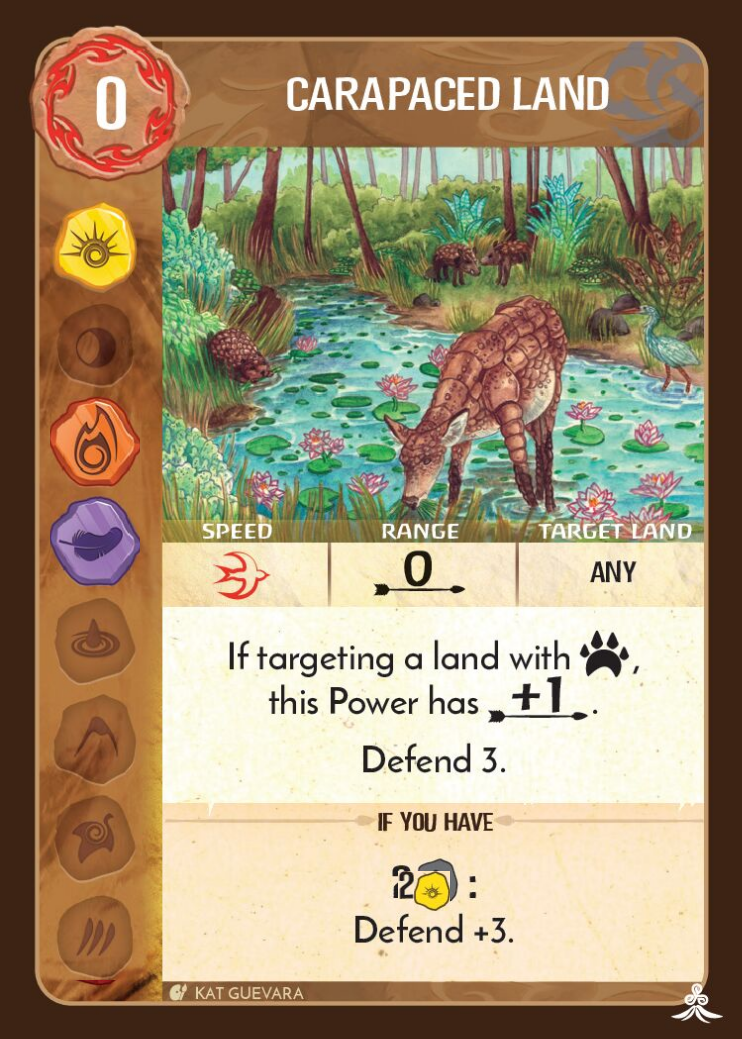 0
CARAPACED LAND
SPEED RANGE TARGET LAND
0 ANY
If targeting a land with ,
this Power has +1 .
Defend 3.
IF YOU HAVE
2 :
Defend +3.
KAT GUEVARA